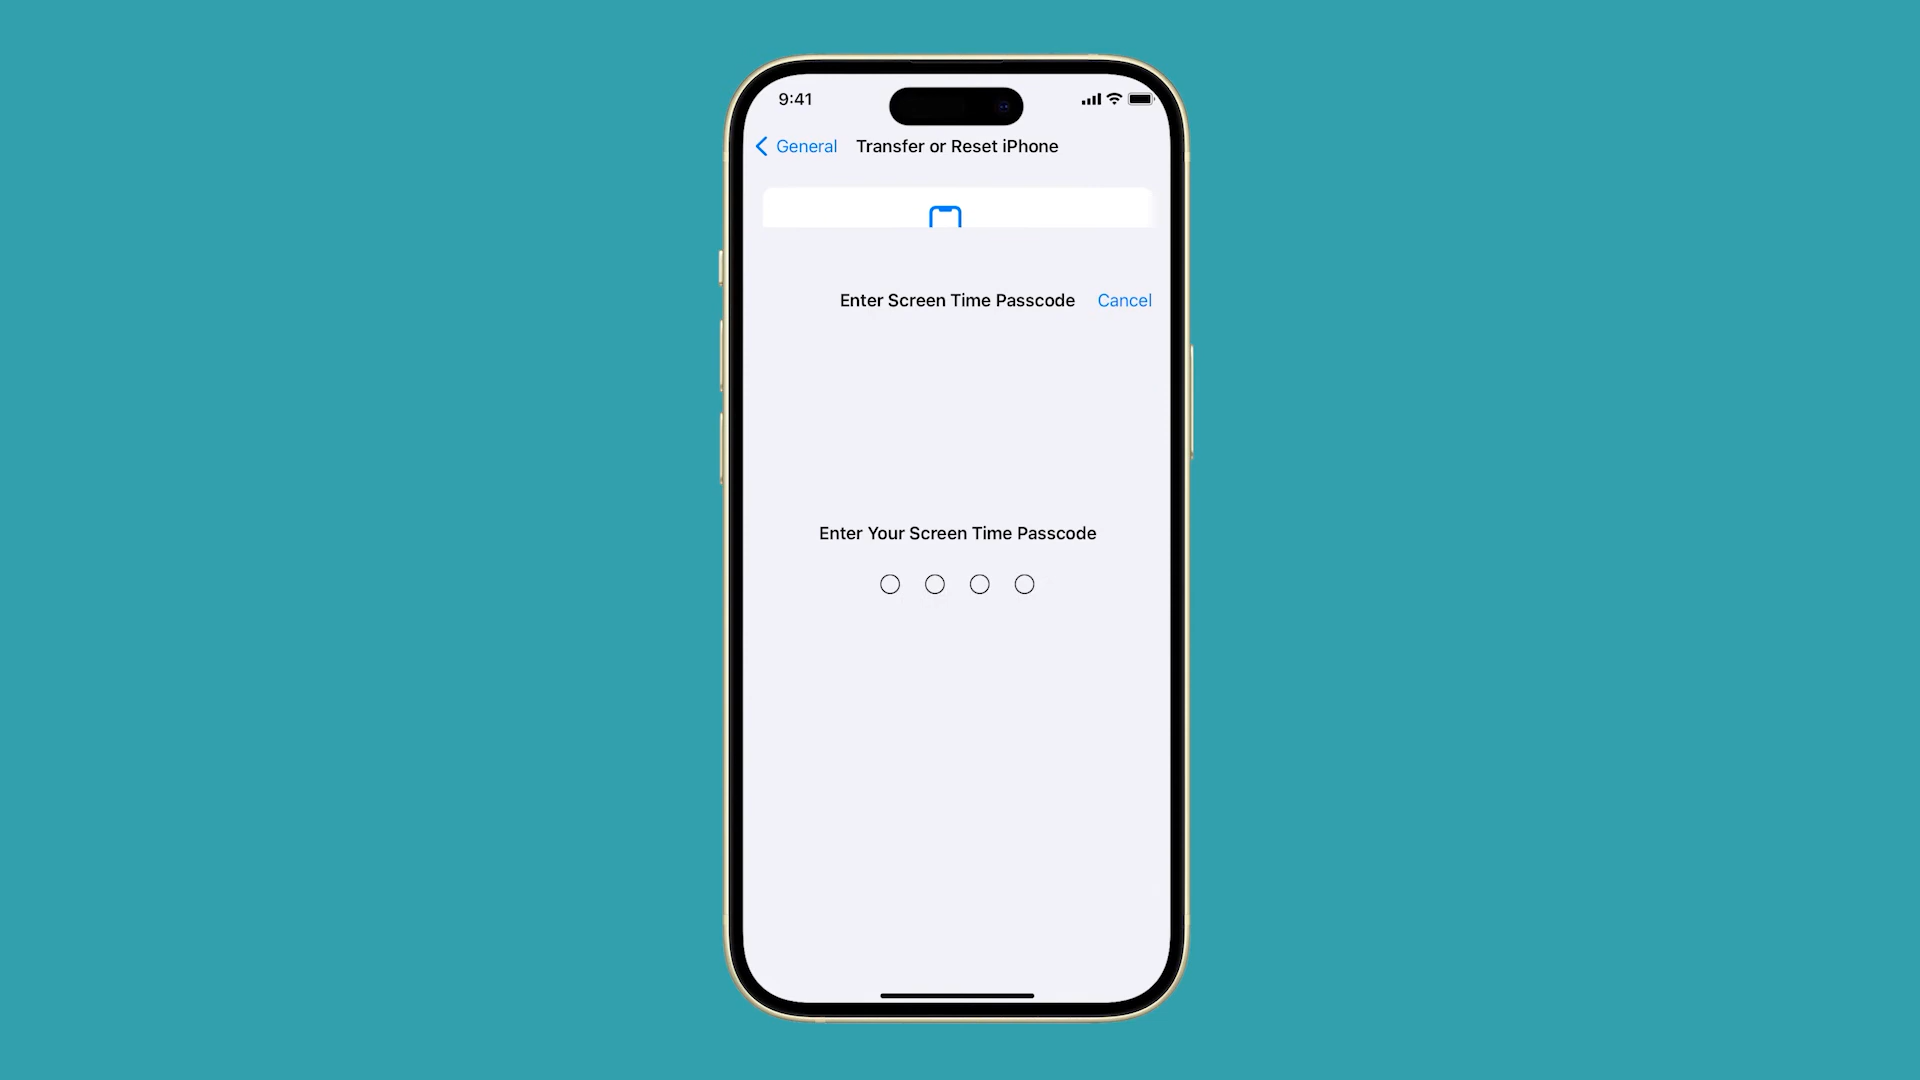 9:41
General Transfer or Reset iPhone
Enter Screen Time Passcode Cancel
Enter Your Screen Time Passcode